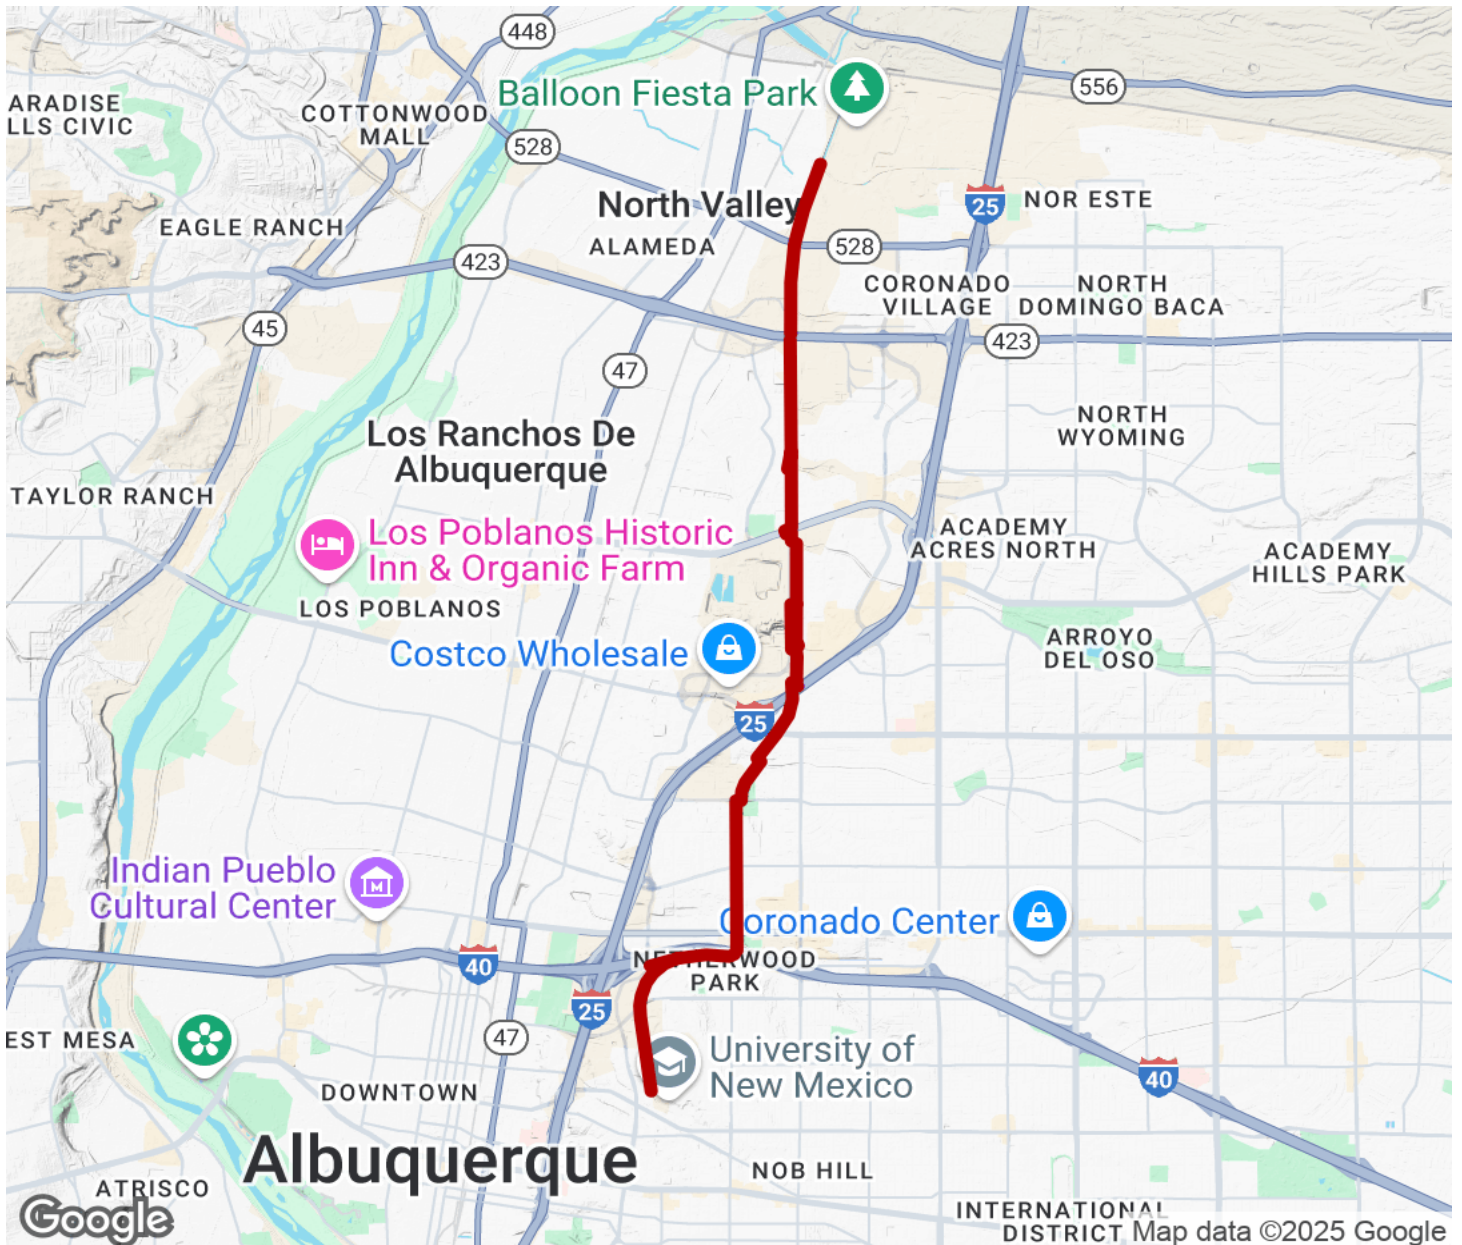 448
Balloon Fiesta Park
556
ARADISE
LLS CIVIC
COTTONWOOD
MALL
528
North Valley
25
NOR ESTE
EAGLE RANCH
ALAMEDA
528
423
CORONADO
VILLAGE
NORTH
DOMINGO BACA
45
423
47
Los Ranchos De
Albuquerque
NORTH
WYOMING
TAYLOR RANCH
Los Poblanos Historic
Inn & Organic Farm
ACADEMY
ACRES NORTH
ACADEMY
HILLS PARK
LOS POBLANOS
Costco Wholesale
ARROYO
DEL OSO
25
Indian Pueblo
Cultural Center
Coronado Center
40
NETHERWOOD
PARK
25
EST MESA
47
University of
New Mexico
40
DOWNTOWN
Albuquerque
NOB HILL
ATRISCO
INTERNATIONAL
DISTRICT
Google
Map data ©2025 Google